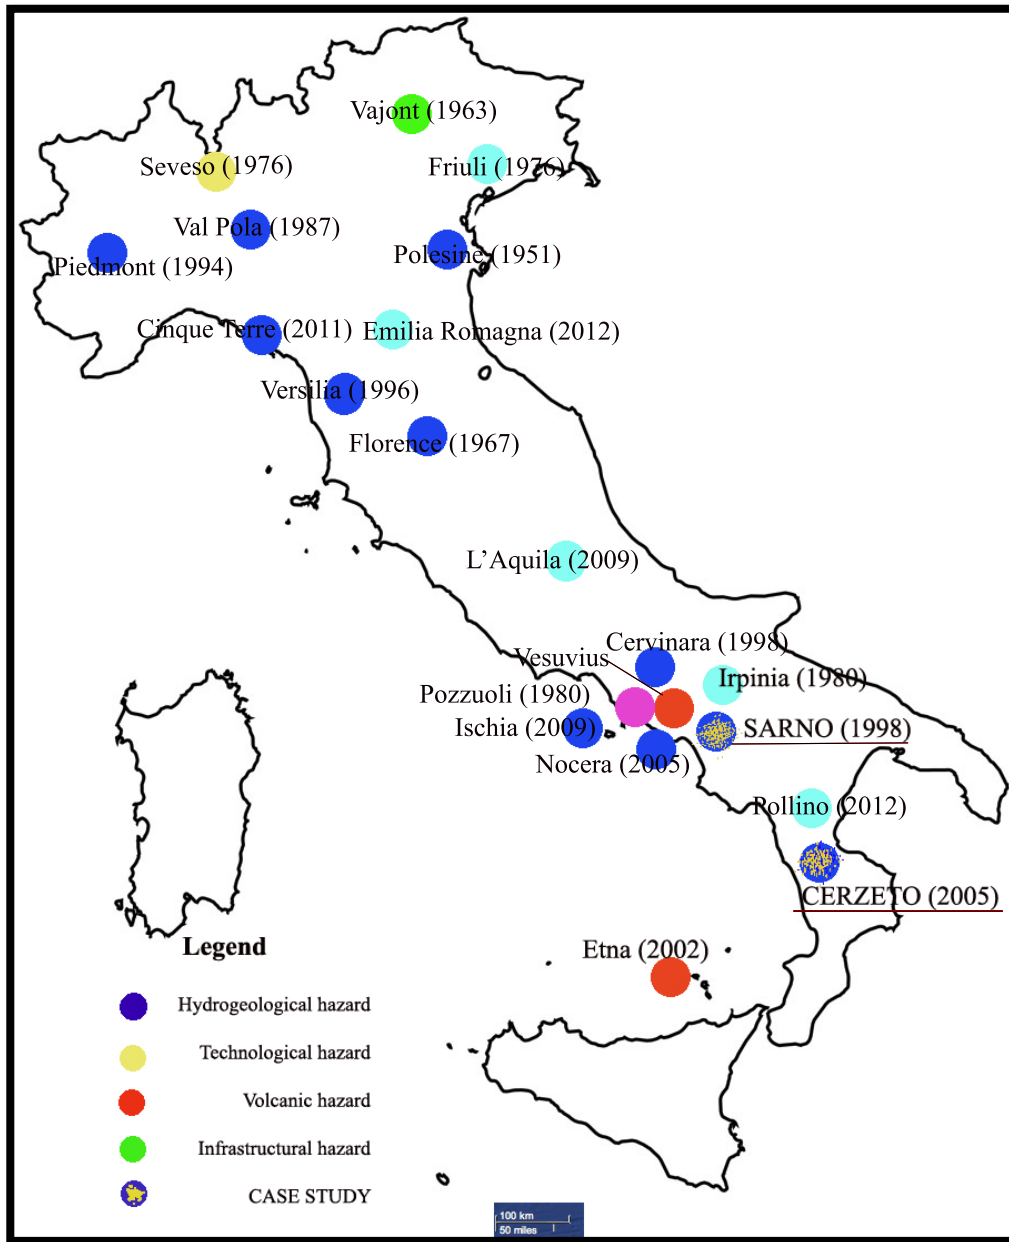 Vajont (1963)
Seveso (1976)
Friuli (1976)
Val Pola (1987)
Polesine (1951)
Piedmont (1994)
Cinque Terre (2011)
Emilia Romagna (2012)
Versilia (1996)
Florence (1967)
L’Aquila (2009)
Cervinara (1998)
Vesuvius
Irpinia (1980)
Pozzuoli (1980)
Ischia (2009)
SARNO (1998)
Nocera (2005)
Pollino (2012)
CERZETO (2005)
Etna (2002)
Legend
Hydrogeological hazard
Technological hazard
Volcanic hazard
Infrastructural hazard
CASE STUDY
100 km
50 miles